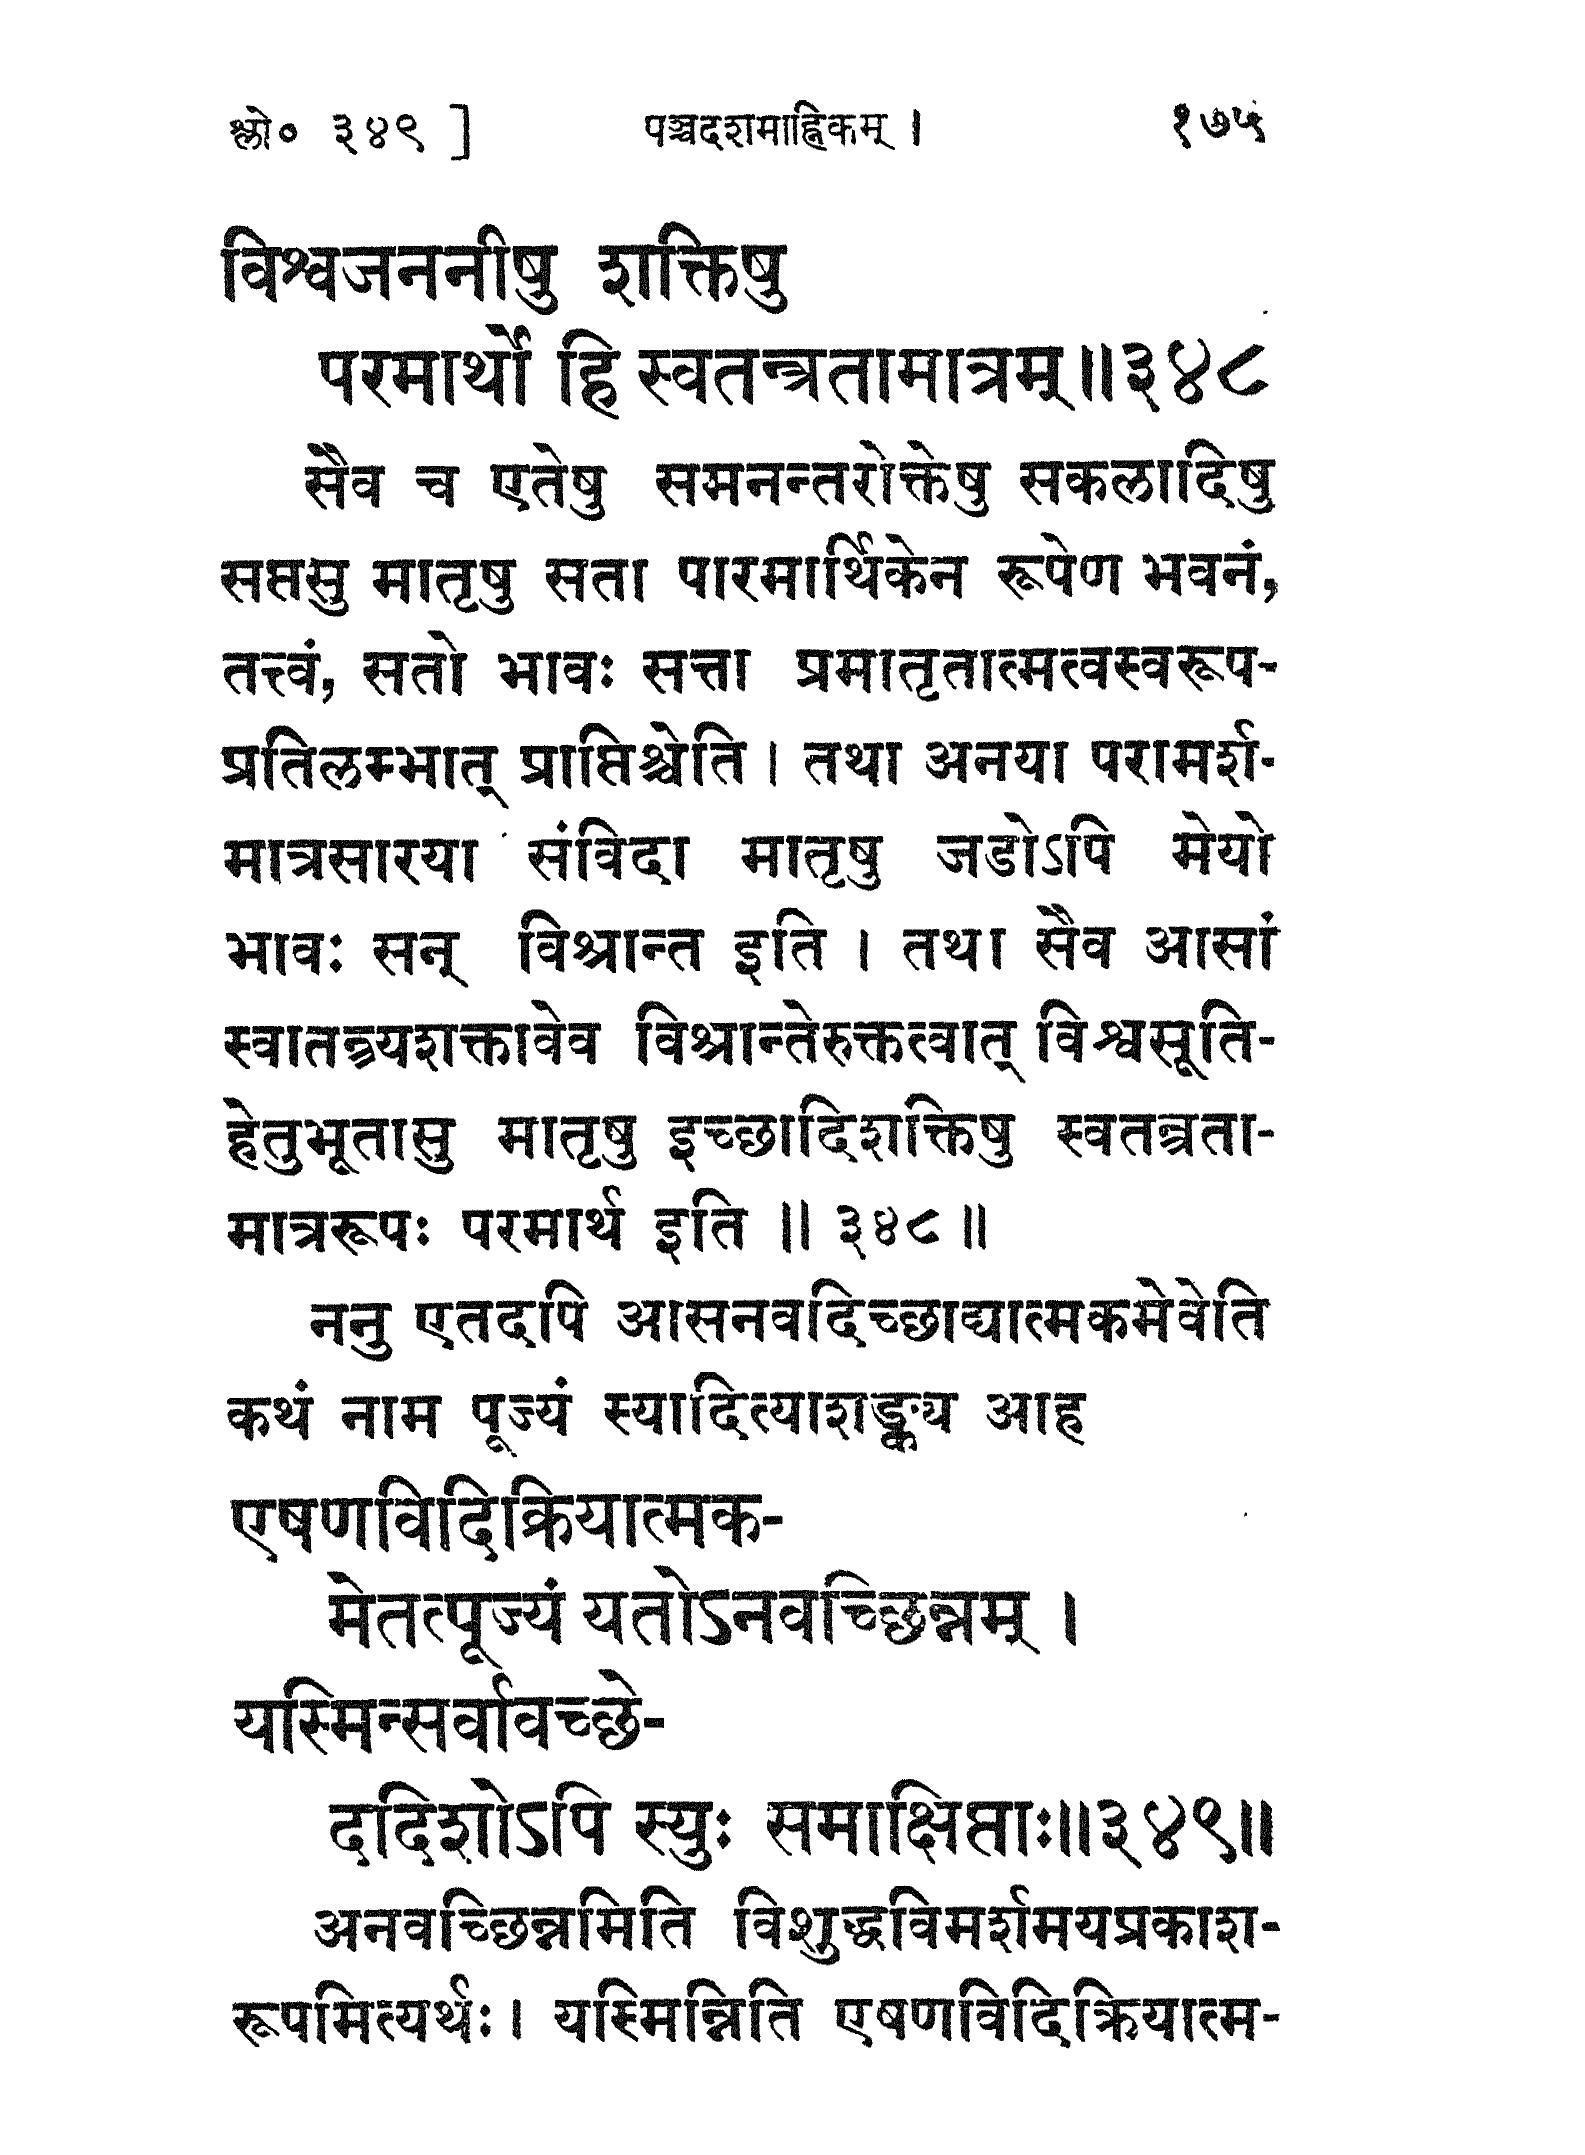 श्लो० ३४९ ] पञ्चदशमाह्निकम् । १७५
विश्वजननीषु शक्तिषु
परमार्थो हि स्वतन्त्रतामात्रम्॥३४८
सैव च एतेषु समनन्तरोक्तेषु सकलादिषु
सप्तसु मातृषु सता पारमार्थिकेन रूपेण भवनं,
तत्त्वं, सतो भावः सत्ता प्रमातृतात्मत्वस्वरूप-
प्रतिलम्भात् प्राप्तिश्चेति । तथा अनया परामर्श-
मात्रसारया संविदा मातृषु जडोऽपि मेयो
भावः सन् विश्रान्त इति । तथा सैव आसां
स्वातन्त्र्यशक्तावेव विश्रान्तेरुक्तत्वात् विश्वसूति-
हेतुभूतासु मातृषु इच्छादिशक्तिषु स्वतन्त्रता-
मात्ररूपः परमार्थ इति ॥ ३४८ ॥
ननु एतदपि आसनवदिच्छाद्यात्मकमेवेति
कथं नाम पूज्यं स्यादित्याशङ्क्य आह
एषणविदिक्रियात्मक-
मेतत्पूज्यं यतोऽनवच्छिन्नम् ।
यस्मिन्सर्वावच्छे-
ददिशोऽपि स्युः समाक्षिप्ताः॥३४९॥
अनवच्छिन्नमिति विशुद्धविमर्शमयप्रकाश-
रूपमित्यर्थः । यस्मिन्निति एषणविदिक्रियात्म-